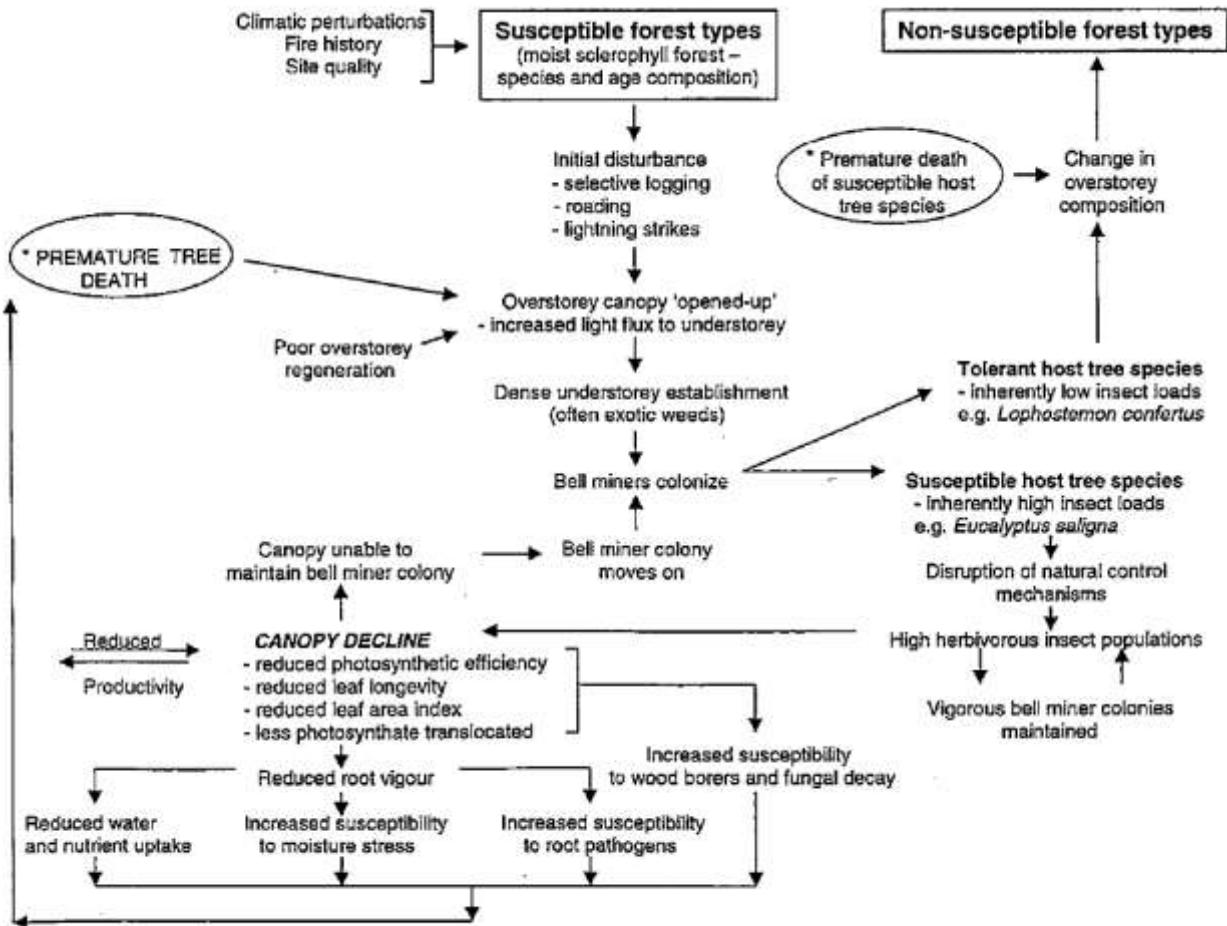 Climatic perturbations
Fire history
Site quality
Susceptible forest types
(moist sclerophyll forest –
species and age composition)
Non-susceptible forest types
Initial disturbance
- selective logging
- roading
- lightning strikes
* Premature death
of susceptible host
tree species
Change in
overstorey
composition
* PREMATURE TREE
DEATH
Overstorey canopy 'opened-up'
- increased light flux to understorey
Poor overstorey
regeneration
Dense understorey establishment
(often exotic weeds)
Tolerant host tree species
- inherently low insect loads
e.g. Lophostemon confertus
Bell miners colonize
Susceptible host tree species
- inherently high insect loads
e.g. Eucalyptus saligna
Canopy unable to
maintain bell miner colony
Bell miner colony
moves on
Disruption of natural control
mechanisms
Reduced
Productivity
CANOPY DECLINE
- reduced photosynthetic efficiency
- reduced leaf longevity
- reduced leaf area index
- less photosynthate translocated
High herbivorous insect populations
Vigorous bell miner colonies
maintained
Increased susceptibility
to wood borers and fungal decay
Reduced root vigour
Reduced water
and nutrient uptake
Increased susceptibility
to moisture stress
Increased susceptibility
to root pathogens